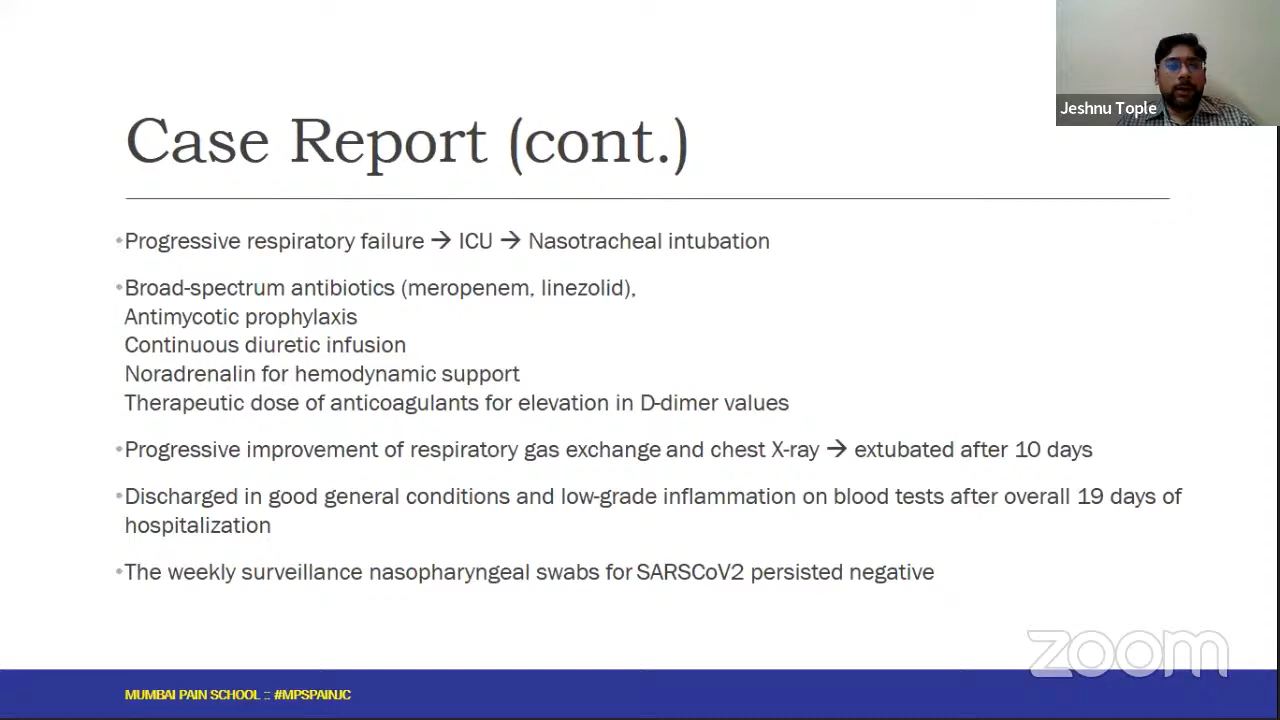 Jeshnu Tople
Case Report (cont.)
•Progressive respiratory failure → ICU → Nasotracheal intubation
•Broad-spectrum antibiotics (meropenem, linezolid),
Antimycotic prophylaxis
Continuous diuretic infusion
Noradrenalin for hemodynamic support
Therapeutic dose of anticoagulants for elevation in D-dimer values
•Progressive improvement of respiratory gas exchange and chest X-ray → extubated after 10 days
•Discharged in good general conditions and low-grade inflammation on blood tests after overall 19 days of
hospitalization
•The weekly surveillance nasopharyngeal swabs for SARSCoV2 persisted negative
zoom
MUMBAI PAIN SCHOOL :: #MPSPAINJC